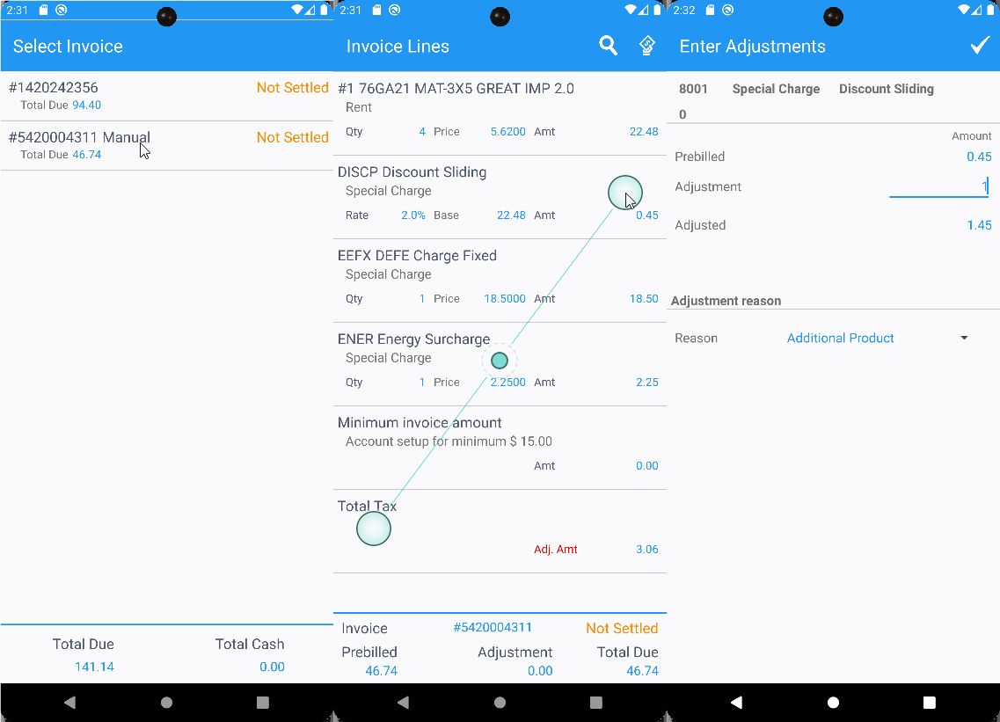 2:31
Select Invoice
#1420242356 Not Settled
Total Due 94.40
#5420004311 Manual Not Settled
Total Due 46.74
Total Due Total Cash
141.14 0.00
2:31
Invoice Lines
#1 76GA21 MAT-3X5 GREAT IMP 2.0
Rent
Qty 4 Price 5.6200 Amt 22.48
DISCP Discount Sliding
Special Charge
Rate 2.0% Base 22.48 Amt 0.45
EEFX DEFE Charge Fixed
Special Charge
Qty 1 Price 18.5000 Amt 18.50
ENER Energy Surcharge
Special Charge
Qty 1 Price 2.2500 Amt 2.25
Minimum invoice amount
Account setup for minimum $ 15.00
Amt 0.00
Total Tax
Adj. Amt 3.06
Invoice #5420004311 Not Settled
Prebilled Adjustment Total Due
46.74 0.00 46.74
2:32
Enter Adjustments
8001 Special Charge Discount Sliding
0
Amount
Prebilled 0.45
Adjustment 1
Adjusted 1.45
Adjustment reason
Reason Additional Product